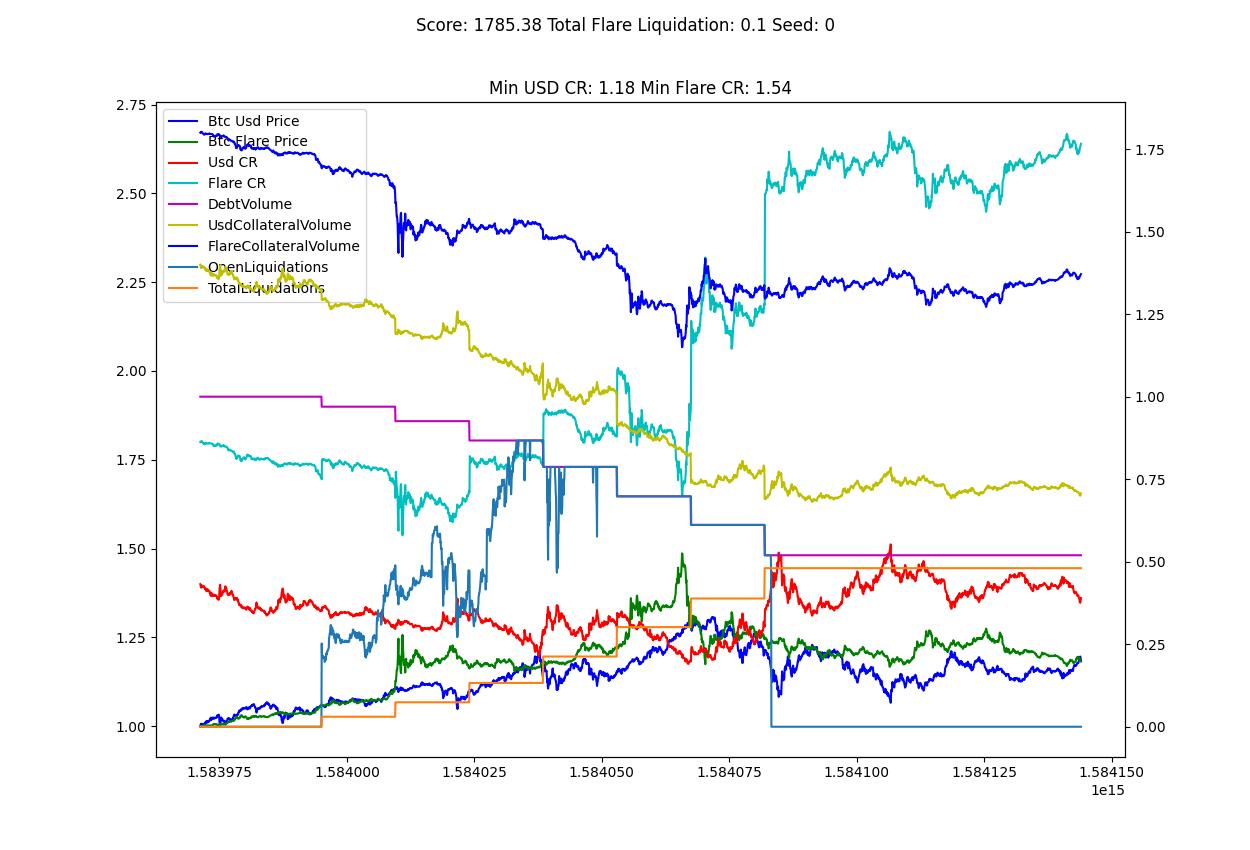 Score: 1785.38 Total Flare Liquidation: 0.1 Seed: 0
Min USD CR: 1.18 Min Flare CR: 1.54
2.75
2.50
2.25
2.00
1.75
1.50
1.25
1.00
Btc Usd Price
Btc Flare Price
Usd CR
Flare CR
DebtVolume
UsdCollateralVolume
FlareCollateralVolume
OpenLiquidations
TotalLiquidations
1.75
1.50
1.25
1.00
0.75
0.50
0.25
0.00
1.583975 1.584000 1.584025 1.584050 1.584075 1.584100 1.584125 1.584150
1e15